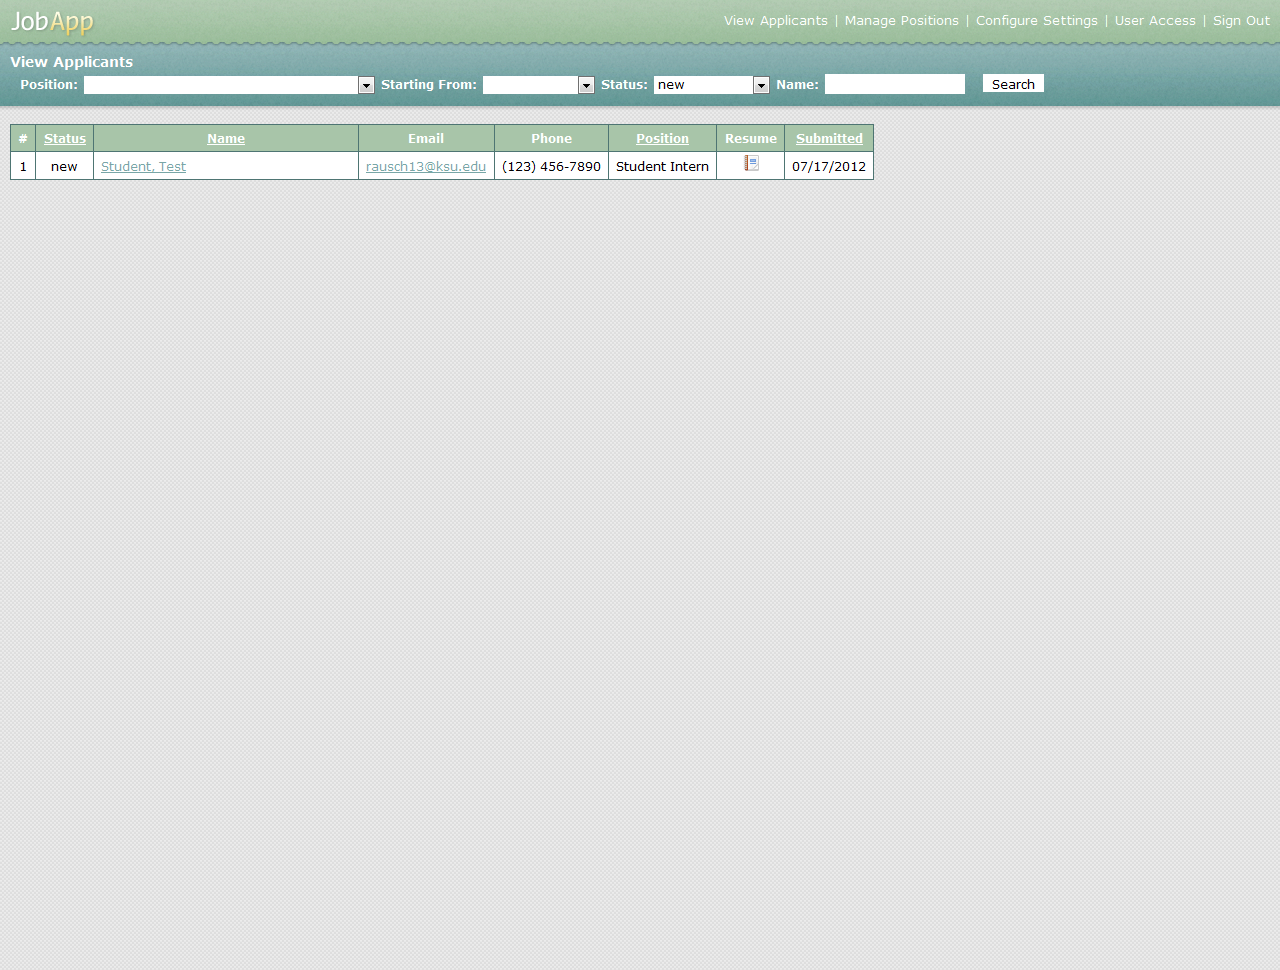 JobApp
View Applicants | Manage Positions | Configure Settings | User Access | Sign Out
View Applicants
Position: Starting From: Status: new Name: Search
# Status Name Email Phone Position Resume Submitted
1 new Student, Test rausch13@ksu.edu (123) 456-7890 Student Intern 07/17/2012